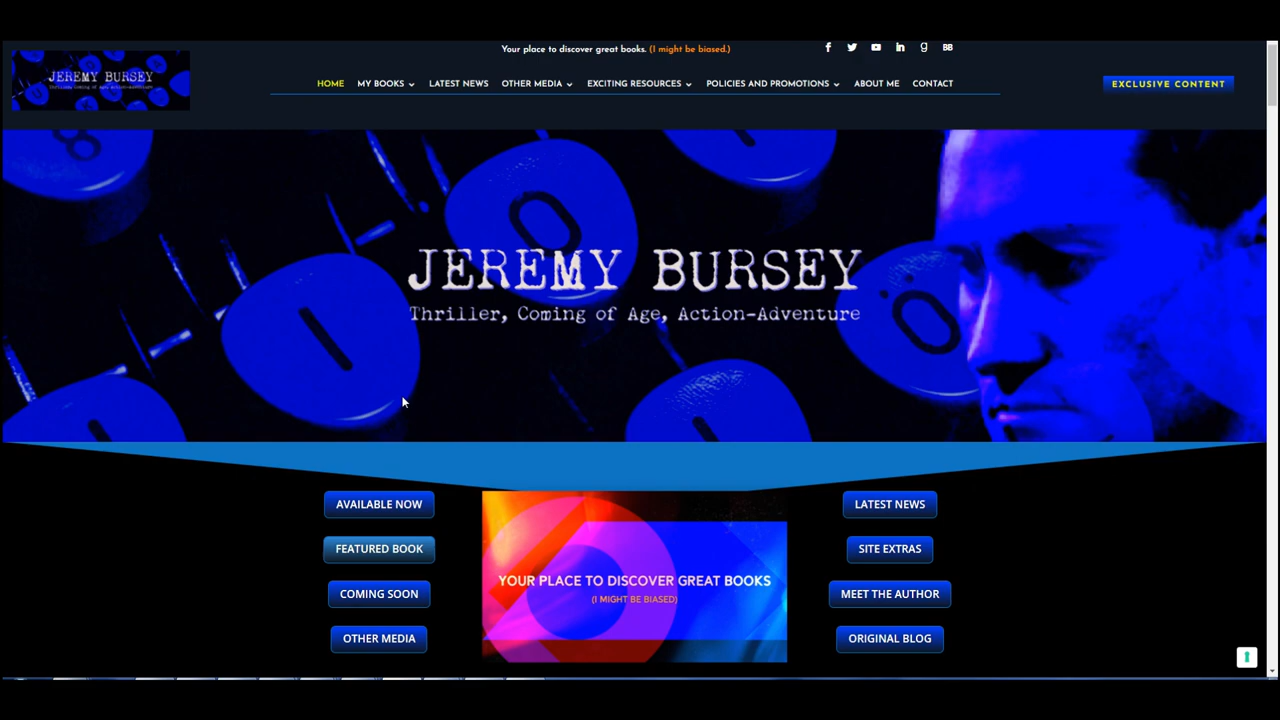 Your place to discover great books. (I might be biased.)
JEREMY BURSEY
HOME MY BOOKS LATEST NEWS OTHER MEDIA EXCITING RESOURCES POLICIES AND PROMOTIONS ABOUT ME CONTACT
EXCLUSIVE CONTENT
JEREMY BURSEY
Thriller, Coming of Age, Action-Adventure
AVAILABLE NOW
FEATURED BOOK
COMING SOON
OTHER MEDIA
YOUR PLACE TO DISCOVER GREAT BOOKS
(I MIGHT BE BIASED)
LATEST NEWS
SITE EXTRAS
MEET THE AUTHOR
ORIGINAL BLOG